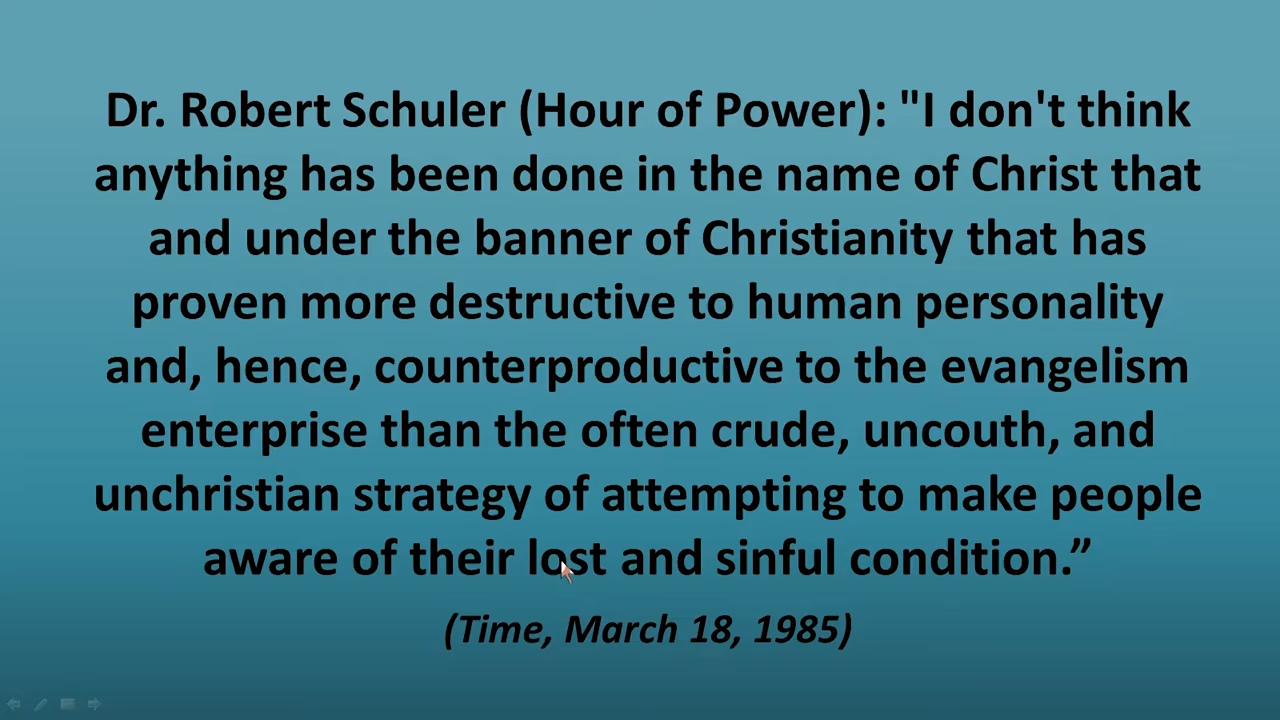 Dr. Robert Schuler (Hour of Power): "I don't think
anything has been done in the name of Christ that
and under the banner of Christianity that has
proven more destructive to human personality
and, hence, counterproductive to the evangelism
enterprise than the often crude, uncouth, and
unchristian strategy of attempting to make people
aware of their lost and sinful condition.”
(Time, March 18, 1985)